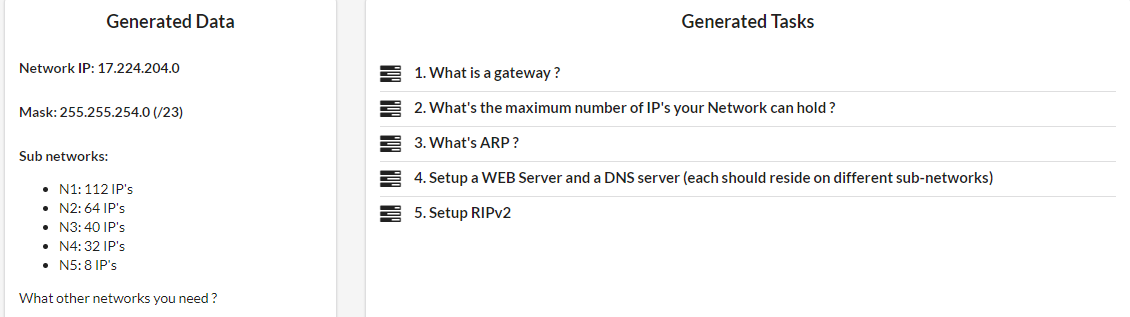 Generated Data
Network IP: 17.224.204.0
Mask: 255.255.254.0 (/23)
Sub networks:
N1: 112 IP's
N2: 64 IP's
N3: 40 IP's
N4: 32 IP's
N5: 8 IP's
What other networks you need ?
Generated Tasks
1. What is a gateway ?
2. What's the maximum number of IP's your Network can hold ?
3. What's ARP ?
4. Setup a WEB Server and a DNS server (each should reside on different sub-networks)
5. Setup RIPv2